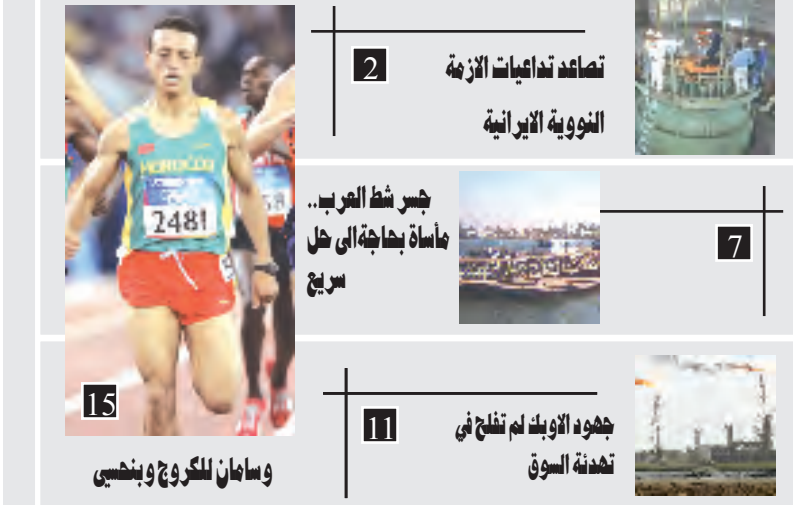 تصاعد تداعيات الازمة
2
النووية الايرانية
جسر شط العرب..
مأساة بحاجة الى حل
سريع
7
جهود الاوبك لم تفلح في
تهدئة السوق
11
MOROCCO
2481
15
وسامان للكروج وبنحسيي